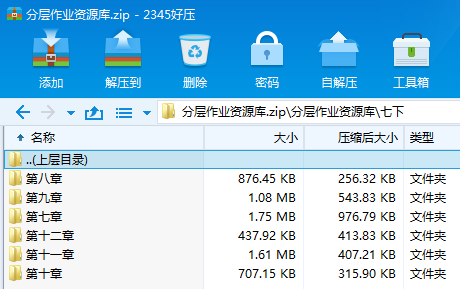 分层作业资源库.zip - 2345好压
添加 解压到 删除 密码 自解压 工具箱
分层作业资源库.zip\分层作业资源库\七下
名称 大小 压缩后大小 类型
..(上层目录)
第八章 876.45 KB 256.32 KB 文件夹
第九章 1.08 MB 543.83 KB 文件夹
第七章 1.75 MB 976.79 KB 文件夹
第十二章 437.92 KB 413.83 KB 文件夹
第十一章 1.61 MB 407.21 KB 文件夹
第十章 707.15 KB 315.90 KB 文件夹